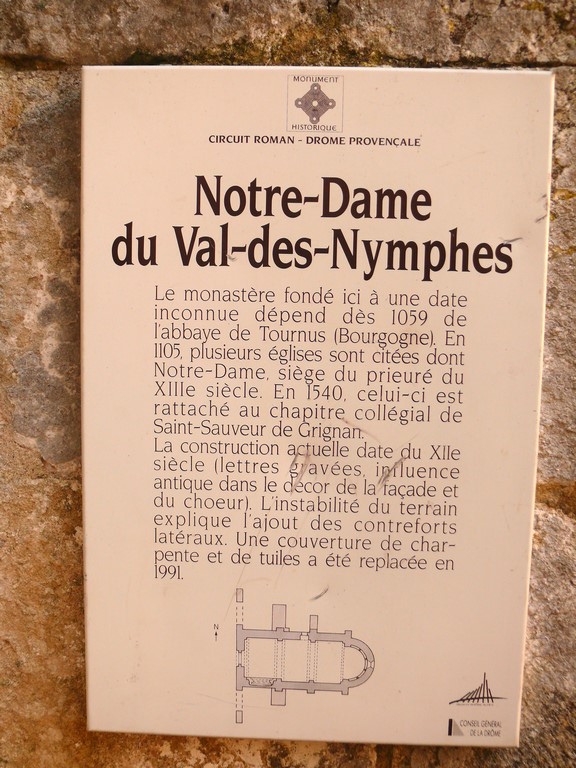 MONUMENT
HISTORIQUE
CIRCUIT ROMAN - DROME PROVENÇALE
Notre-Dame
du Val-des-Nymphes
Le monastère fondé ici à une date
inconnue dépend dès 1059 de
l'abbaye de Tournus (Bourgogne). En
1105, plusieurs églises sont citées dont
Notre-Dame, siège du prieuré du
XIIIe siècle. En 1540, celui-ci est
rattaché au chapitre collégial de
Saint-Sauveur de Grignan.
La construction actuelle date du XIIe
siècle (lettres gravées, influence
antique dans le décor de la façade et
du choeur). L'instabilité du terrain
explique l'ajout des contreforts
latéraux. Une couverture de char-
pente et de tuiles a été replacée en
1991.
N
CONSEIL GENERAL
DE LA DRÔME